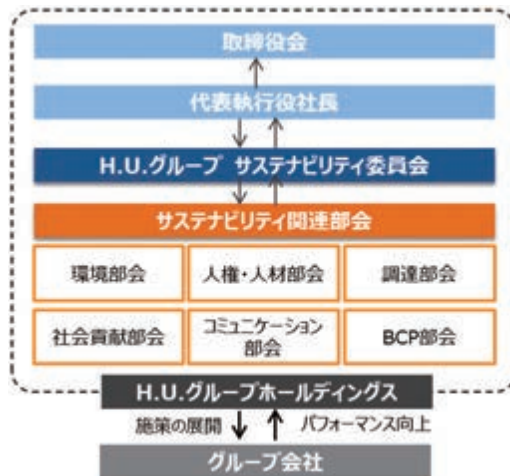 取締役会
代表執行役社長
H.U.グループ サステナビリティ委員会
サステナビリティ関連部会
環境部会
人権・人材部会
調達部会
社会貢献部会
コミュニケーション
部会
BCP部会
H.U.グループホールディングス
施策の展開
パフォーマンス向上
グループ会社